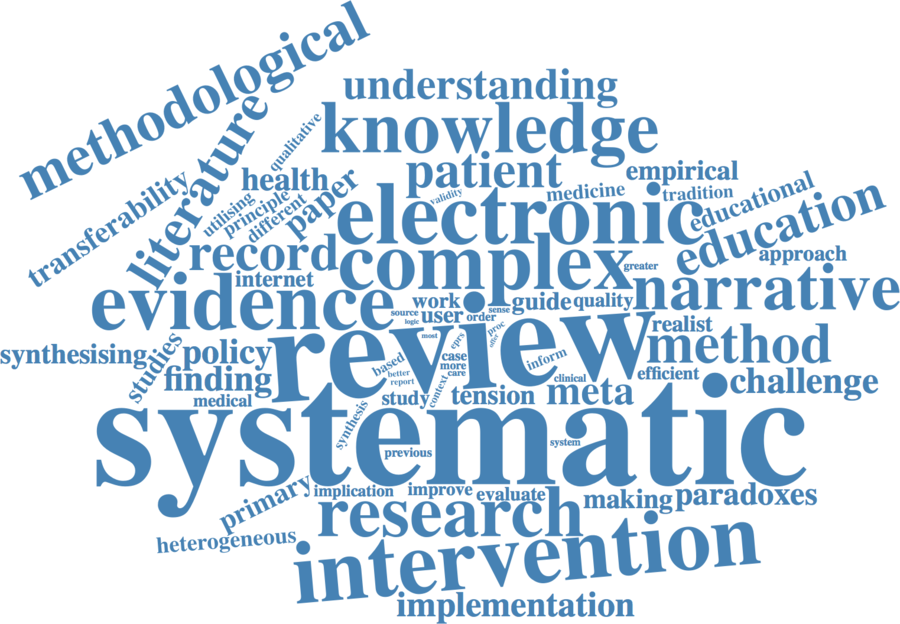 methodological
understanding
literature
qualitative
knowledge
transferability
health
paper
patient
empirical
utilising
principle
different
validity
medicine
tradition
educational
electronic
education
record
complex
greater
approach
internet
evidence
narrative
work
guide
quality
source
user
order
sense
logic
review
most
eprs
proc
offer
realist
synthesising
studies
policy
based
case
inform
method
finding
better
more
care
report
context
clinical
efficient
challenge
medical
study
tension
meta
synthesis
systematic
system
previous
primary
implication
improve
evaluate
making
paradoxes
research
heterogeneous
intervention
implementation